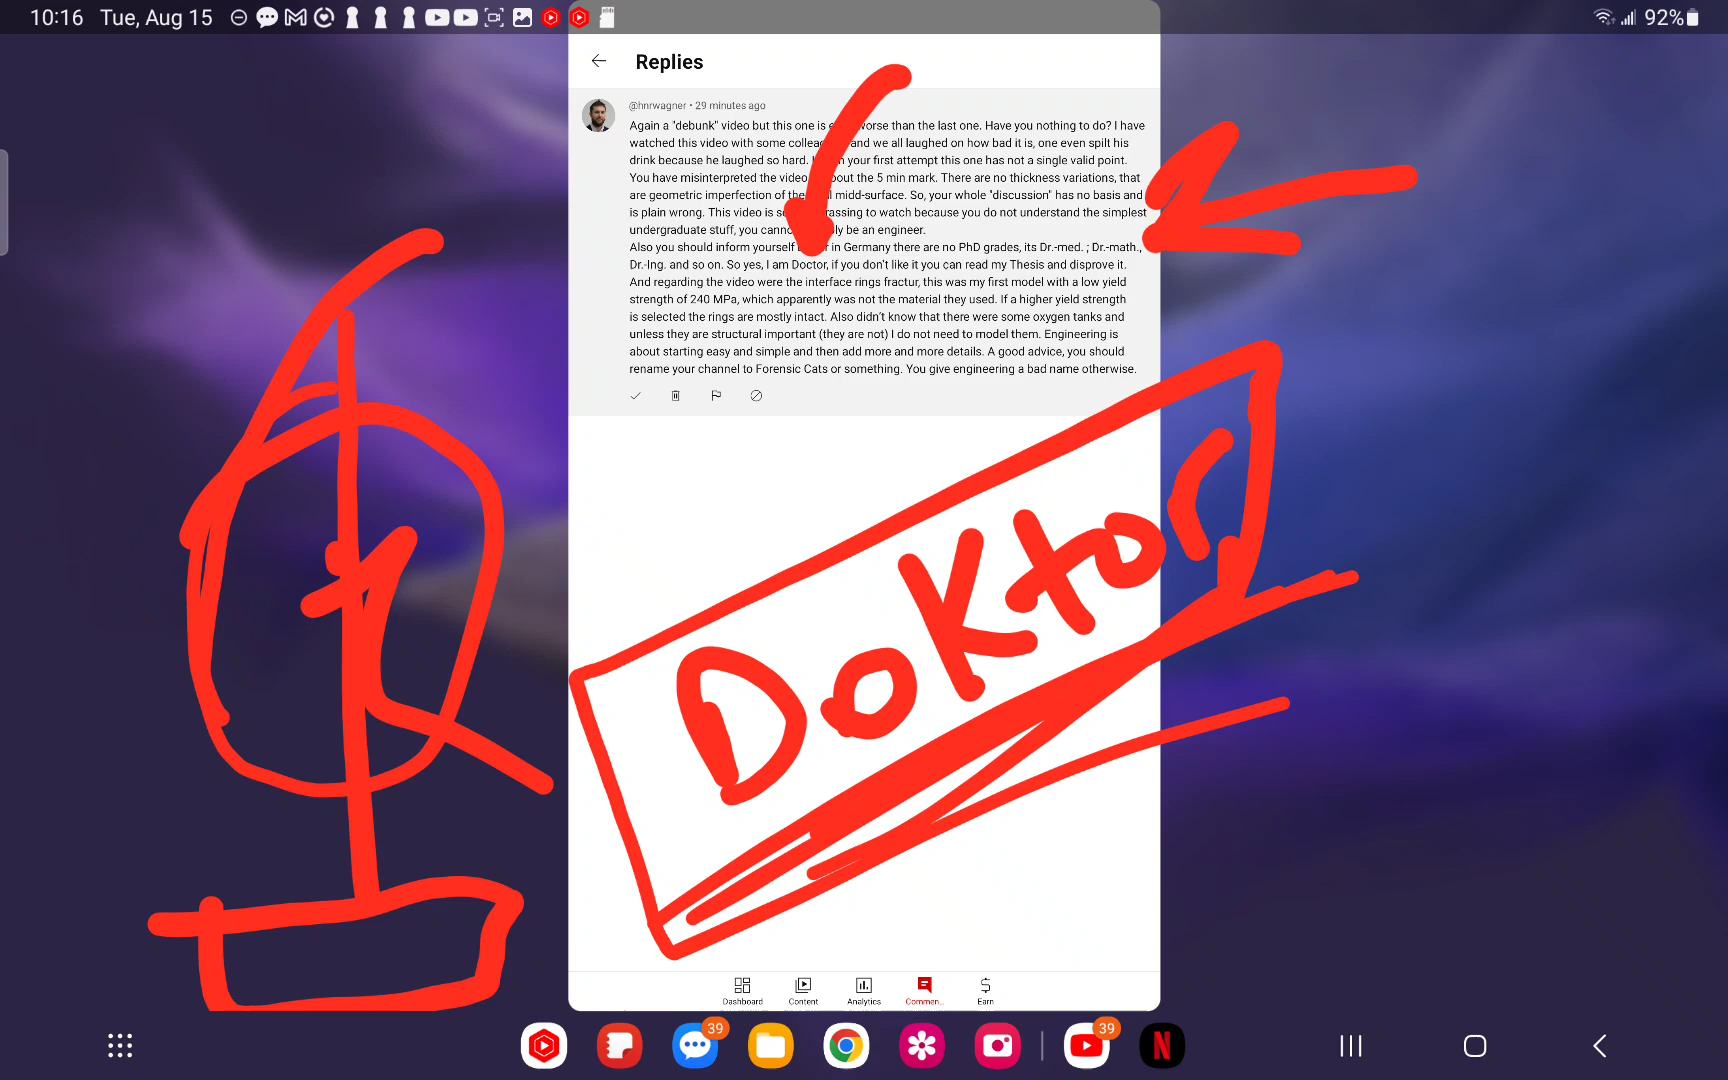 10:16 Tue, Aug 15
92%
Replies
@hnrwagner • 29 minutes ago
Again a "debunk" video but this one is worse than the last one. Have you nothing to do? I have
watched this video with some and we all laughed on how bad it is, one even spilt his
drink because he laughed so hard. your first attempt this one has not a single valid point.
You have misinterpreted the video the 5 min mark. There are no thickness variations, that
are geometric imperfection of the midd-surface. So, your whole "discussion" has no basis and
is plain wrong. This video is to watch because you do not understand the simplest
undergraduate stuff, you be an engineer.
Also you should inform yourself in Germany there are no PhD grades, its Dr.-med. ; Dr.-math.,
Dr.-Ing. and so on. So yes, I am Doctor, if you don't like it you can read my Thesis and disprove it.
And regarding the video were the interface rings fractur, this was my first model with a low yield
strength of 240 MPa, which apparently was not the material they used. If a higher yield strength
is selected the rings are mostly intact. Also didn't know that there were some oxygen tanks and
unless they are structural important (they are not) I do not need to model them. Engineering is
about starting easy and simple and then add more and more details. A good advice, you should
rename your channel to Forensic Cats or something. You give engineering a bad name otherwise.
Doktor
Dashboard Content Analytics Commen... Earn
39 39